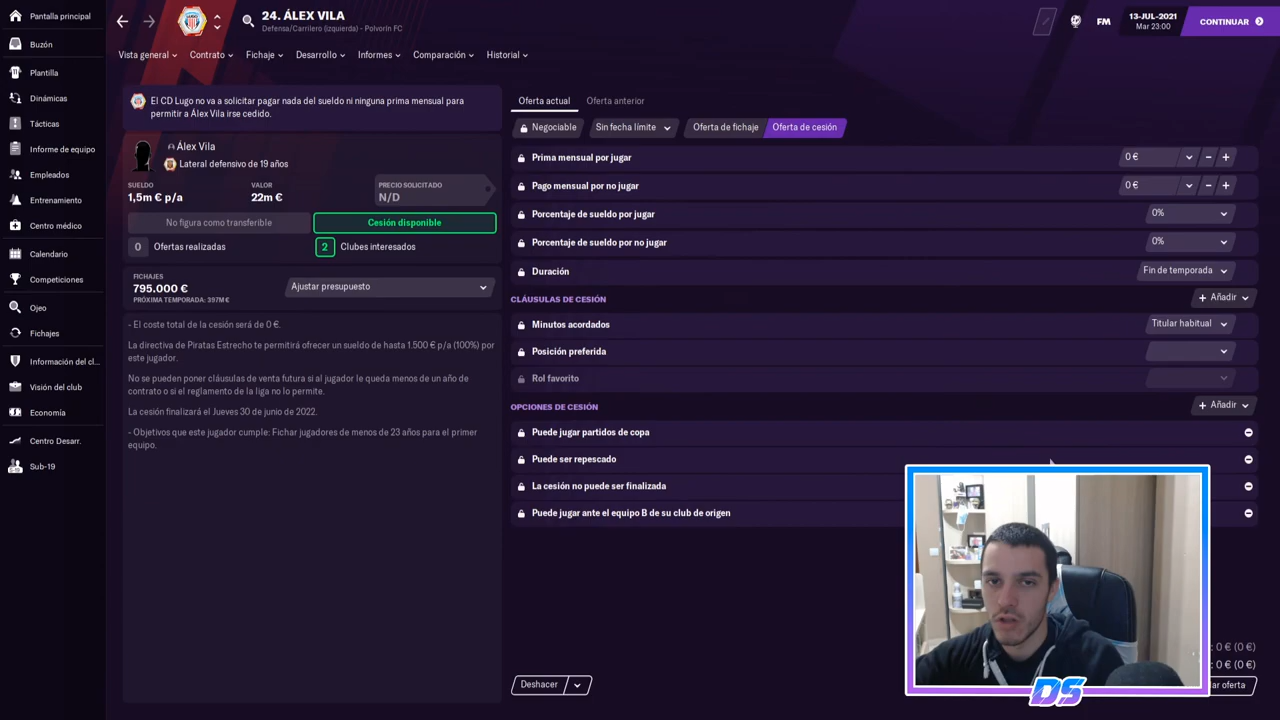 Pantalla principal
Buzón
Plantilla
Dinámicas
Tácticas
Informe de equipo
Empleados
Entrenamiento
Centro médico
Calendario
Competiciones
Ojeo
Fichajes
Información del cl...
Visión del club
Economía
Centro Desarr.
Sub-19
24. ÁLEX VILA
Defensa/Carrilero (izquierda) - Polvorín FC
FM
13-JUL-2021
Mar 23:00
CONTINUAR
Vista general
Contrato
Fichaje
Desarrollo
Informes
Comparación
Historial
El CD Lugo no va a solicitar pagar nada del sueldo ni ninguna prima mensual para
permitir a Álex Vila irse cedido.
Álex Vila
Lateral defensivo de 19 años
SUELDO
1,5m € p/a
VALOR
22m €
PRECIO SOLICITADO
N/D
No figura como transferible
Cesión disponible
0 Ofertas realizadas
2 Clubes interesados
FICHAJES
795.000 €
PRÓXIMA TEMPORADA: 397M €
Ajustar presupuesto
- El coste total de la cesión será de 0 €.
La directiva de Piratas Estrecho te permitirá ofrecer un sueldo de hasta 1.500 € p/a (100%) por
este jugador.
No se pueden poner cláusulas de venta futura si al jugador le queda menos de un año de
contrato o si el reglamento de la liga no lo permite.
La cesión finalizará el Jueves 30 de junio de 2022.
- Objetivos que este jugador cumple: Fichar jugadores de menos de 23 años para el primer
equipo.
Oferta actual
Oferta anterior
Negociable
Sin fecha límite
Oferta de fichaje
Oferta de cesión
Prima mensual por jugar
0 €
Pago mensual por no jugar
0 €
Porcentaje de sueldo por jugar
0%
Porcentaje de sueldo por no jugar
0%
Duración
Fin de temporada
CLÁUSULAS DE CESIÓN
Añadir
Minutos acordados
Titular habitual
Posición preferida
Rol favorito
OPCIONES DE CESIÓN
Añadir
Puede jugar partidos de copa
Puede ser repescado
La cesión no puede ser finalizada
Puede jugar ante el equipo B de su club de origen
: 0 € (0 €)
: 0 € (0 €)
Deshacer
ar oferta
DS